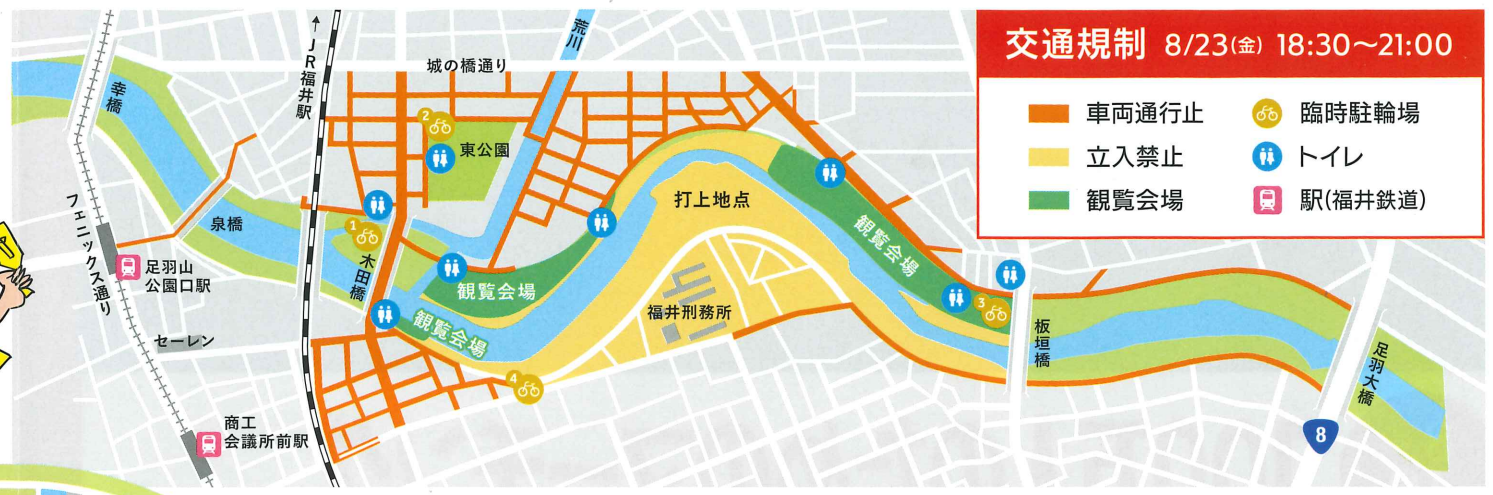 交通規制 8/23(金) 18:30～21:00
車両通行止
立入禁止
観覧会場
臨時駐輪場
トイレ
駅(福井鉄道)
↑JR福井駅
荒川
城の橋通り
幸橋
2
東公園
フェニックス通り
泉橋
1
木田橋
足羽山
公園口駅
打上地点
観覧会場
観覧会場
観覧会場
福井刑務所
3
板垣橋
セーレン
4
足羽大橋
商工
会議所前駅
8